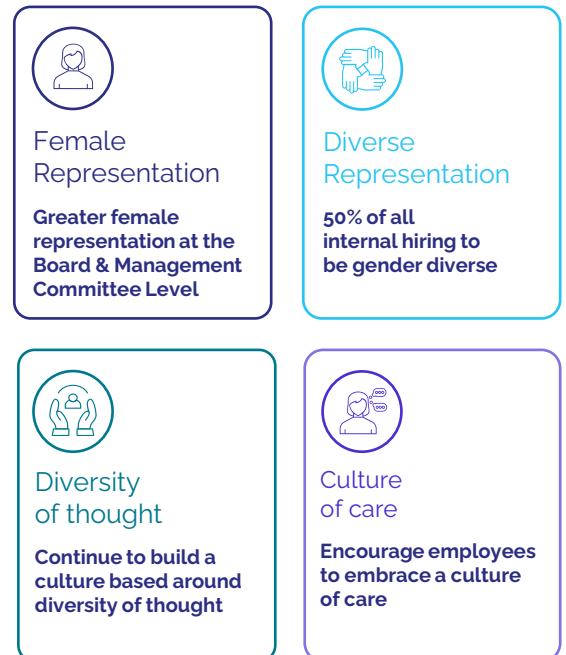 Female
Representation
Greater female
representation at the
Board & Management
Committee Level
Diverse
Representation
50% of all
internal hiring to
be gender diverse
Diversity
of thought
Continue to build a
culture based around
diversity of thought
Culture
of care
Encourage employees
to embrace a culture
of care